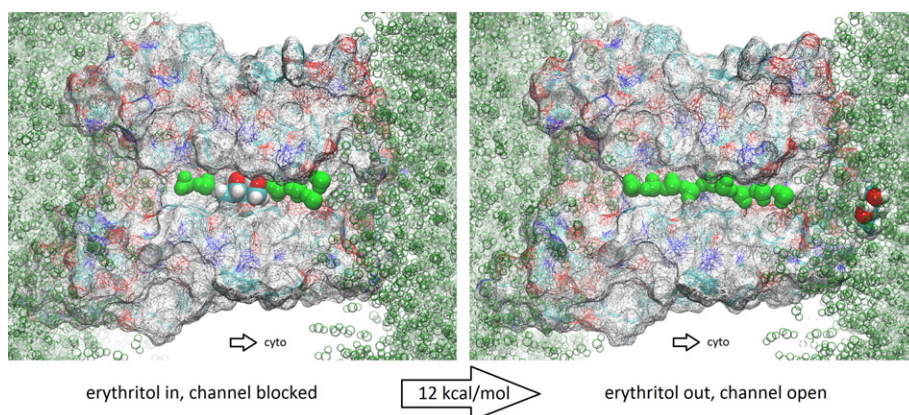 cyto
cyto
erythritol in, channel blocked
12 kcal/mol
erythritol out, channel open